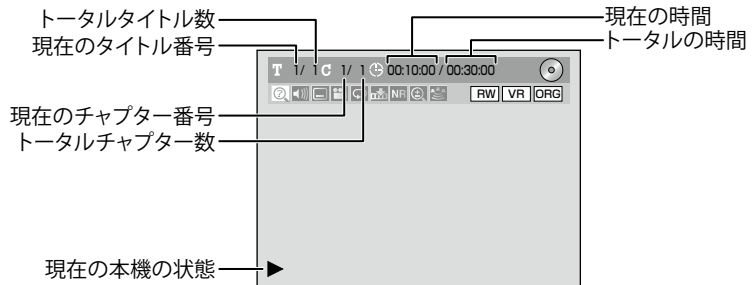 トータルタイトル数
現在のタイトル番号
現在の時間
トータルの時間
T 1/ 1 C 1/ 1 00:10:00 / 00:30:00
NR RW VR ORG
現在のチャプター番号
トータルチャプター数
現在の本機の状態